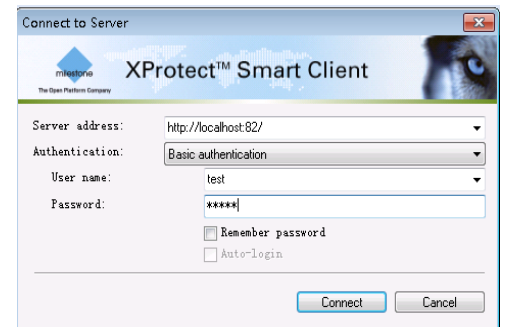 Connect to Server
milestone
The Open Platform Company
XProtect™ Smart Client
Server address:
http://localhost:82/
Authentication:
Basic authentication
User name:
test
Password:
*****
Remember password
Auto-login
Connect
Cancel